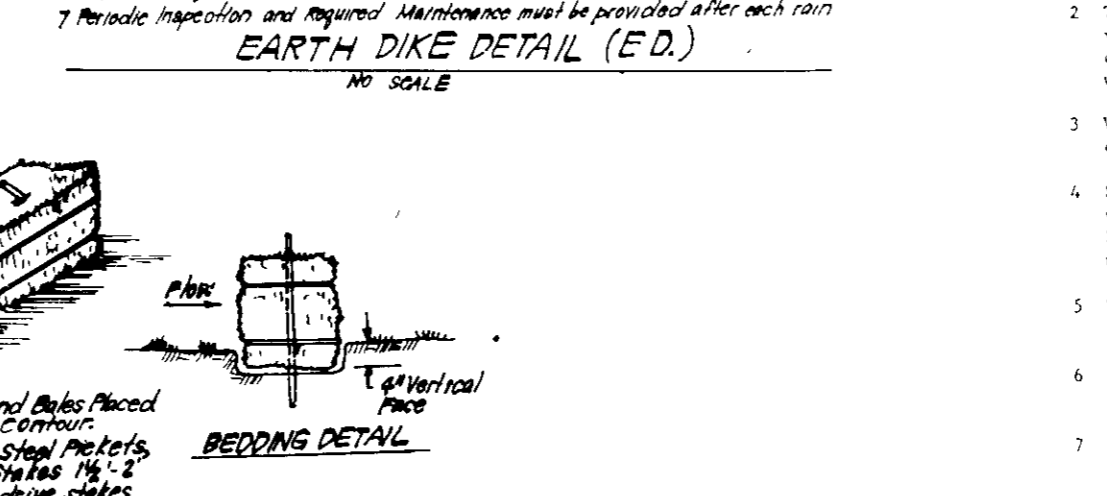 7 Periodic Inspection and Required Maintenance must be provided after each rain
EARTH DIKE DETAIL (E D.)
NO SCALE
Flow
4" Vertical
Face
BEDDING DETAIL
Bales Placed
contour.
steel Pickets,
Stakes 1½'-2'
drive stakes
2
3
4
5
6
7